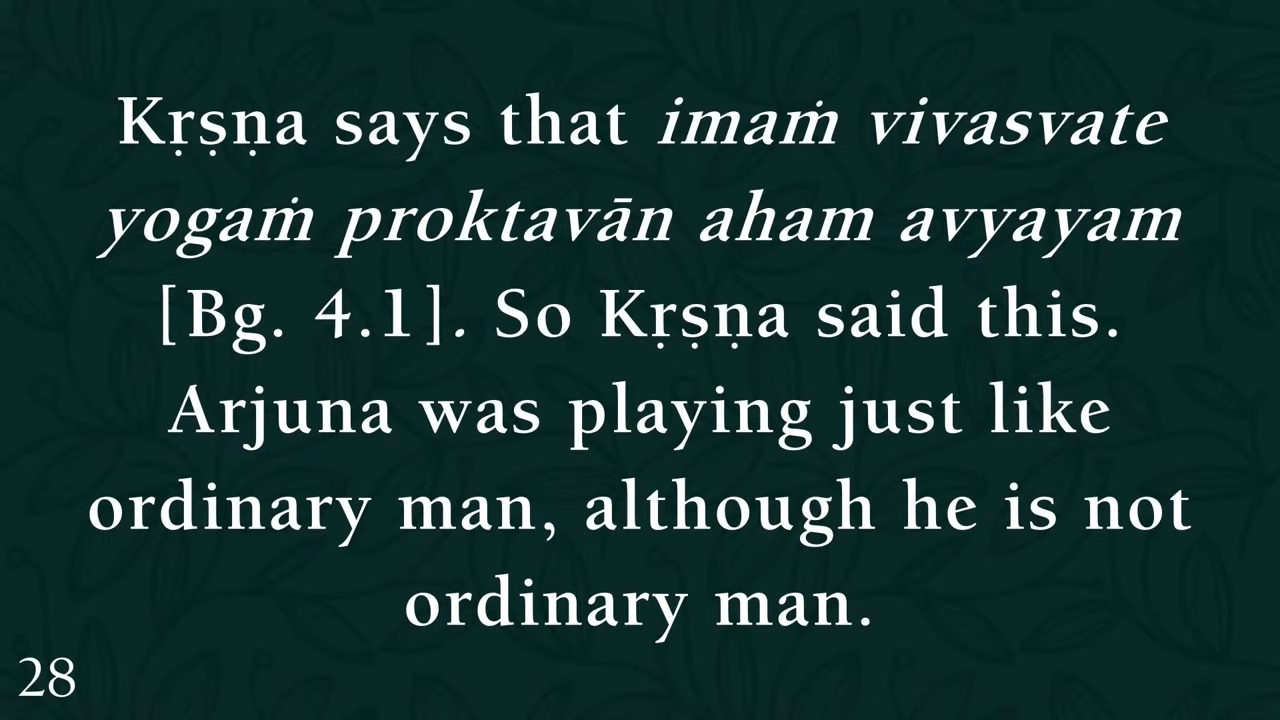 Kṛṣṇa says that imaṁ vivasvate
yogaṁ proktavān aham avyayam
[Bg. 4.1]. So Kṛṣṇa said this.
Arjuna was playing just like
ordinary man, although he is not
ordinary man.
28